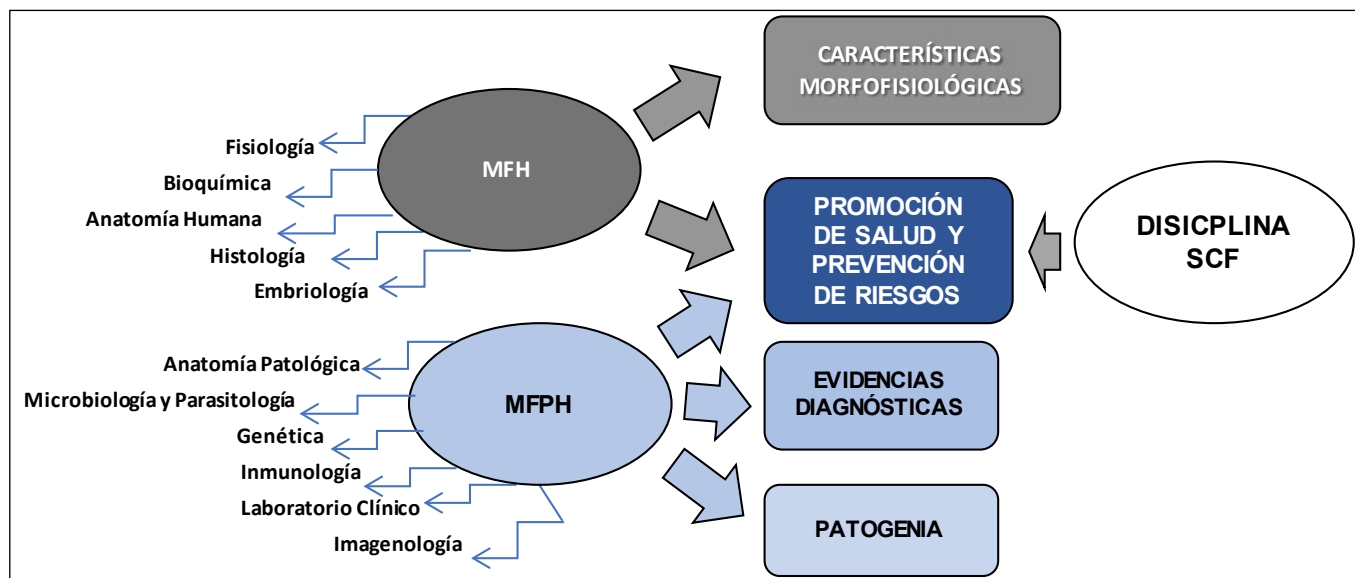 CARACTERÍSTICAS
MORFOFISIOLÓGICAS
MFH
Fisiología
Bioquímica
Anatomía Humana
Histología
Embriología
PROMOCIÓN
DE SALUD Y
PREVENCIÓN
DE RIESGOS
DISICPLINA
SCF
MFPH
Anatomía Patológica
Microbiología y Parasitología
Genética
Inmunología
Laboratorio Clínico
Imagenología
EVIDENCIAS
DIAGNÓSTICAS
PATOGENIA